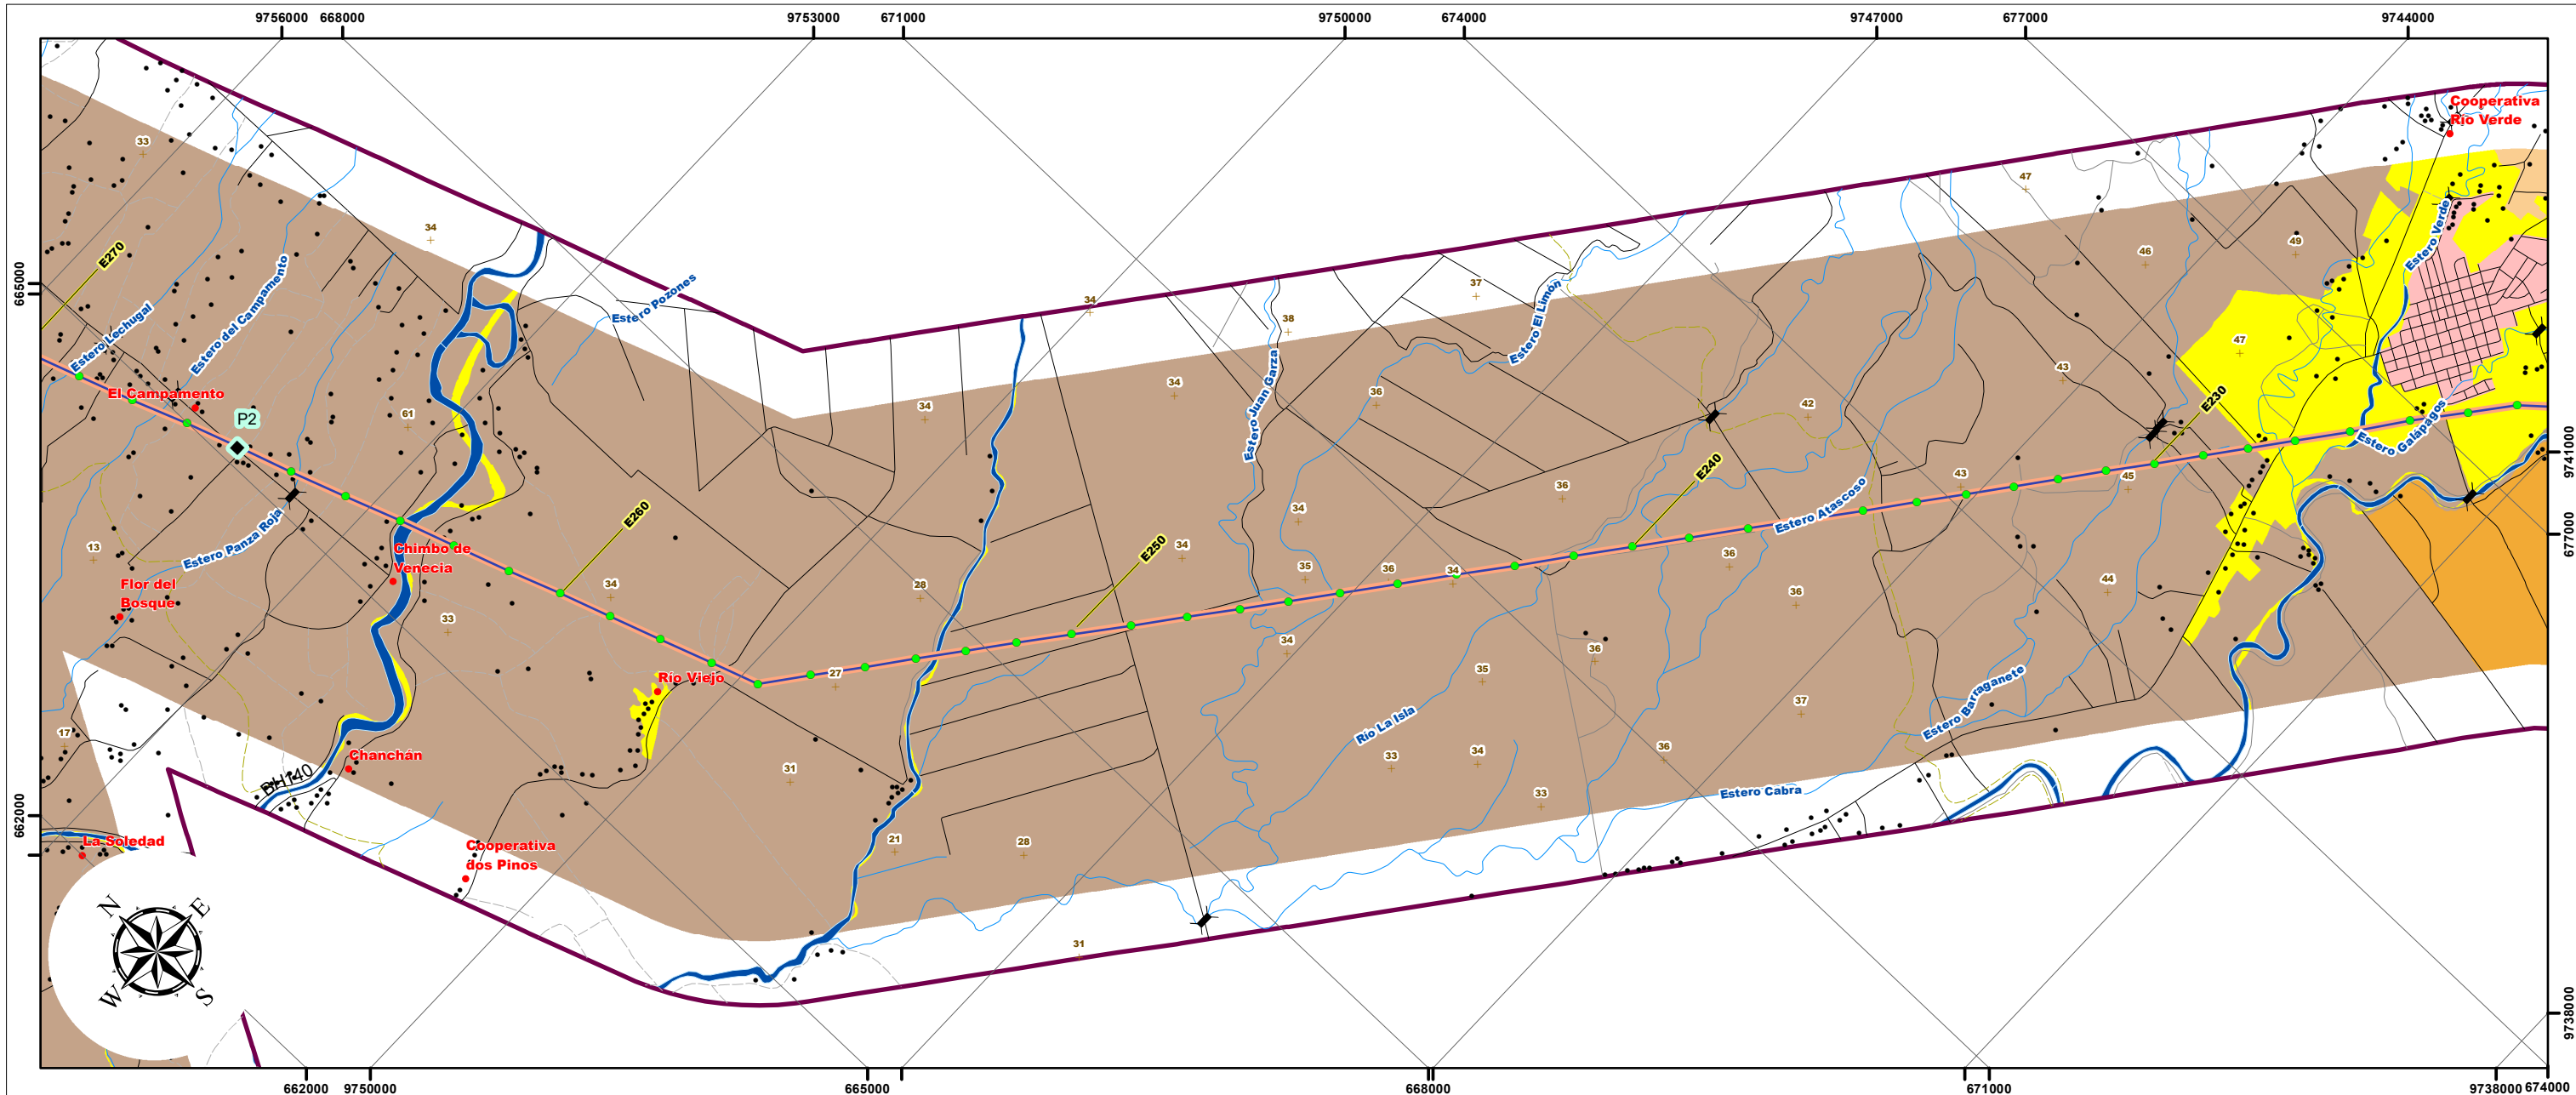 9756000 668000 9753000 671000 9750000 674000 9747000 677000 9744000
Cooperativa
Río Verde
33
47
34
46
49
Estero Verde
E270
665000
Estero Lechugal
Estero del Campamento
Estero Pozones
34
38
37
Estero El Limón
47
43
El Campamento
P2
61
34
34
Estero Juan Garza
36
42
E230
Estero Galápagos
9741000
E240
Estero Atascoso
43
45
36
34
E260
E250
Estero Panza Roja
13
Chimbo de
Venecia
34
35
36
34
36
677000
Flor del
Bosque
34
28
36
44
33
34
36
Río Viejo
27
35
37
Estero Barraganete
Río La Isla
17
Chanchán
BH140
31
33
34
36
Estero Cabra
33
662000
La Soledad
Cooperativa
dos Pinos
21
28
31
N
E
W
S
9738000
662000 9750000 665000 668000 671000 9738000 674000